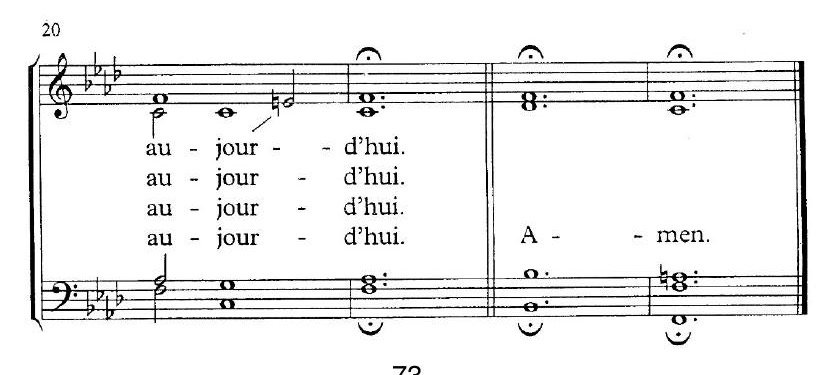 20
au - jour - - d'hui.
au - jour - d'hui.
au - jour - d'hui.
au - jour - d'hui. A - - men.